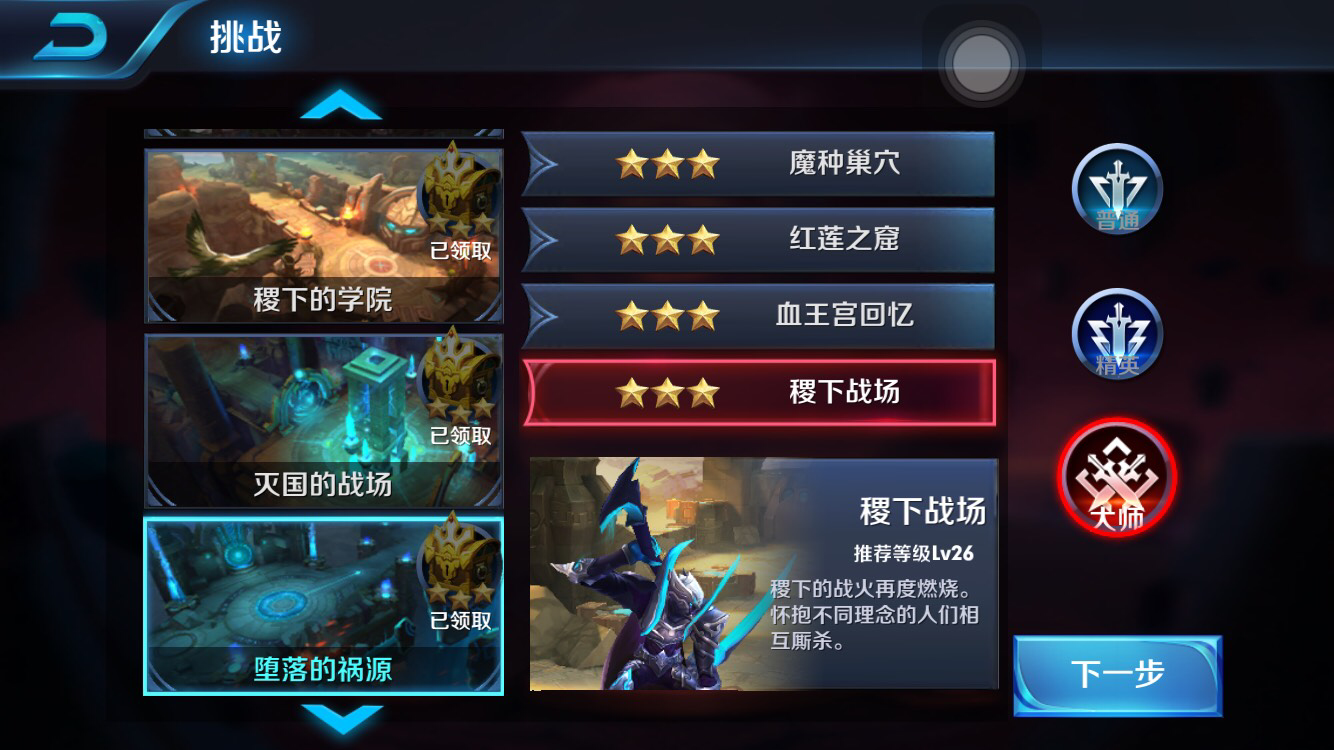 挑战
已领取
稷下的学院
已领取
灭国的战场
已领取
堕落的祸源
魔种巢穴
红莲之窟
血王宫回忆
稷下战场
稷下战场
推荐等级Lv26
稷下的战火再度燃烧。
怀抱不同理念的人们相
互厮杀。
普通
精英
大师
下一步